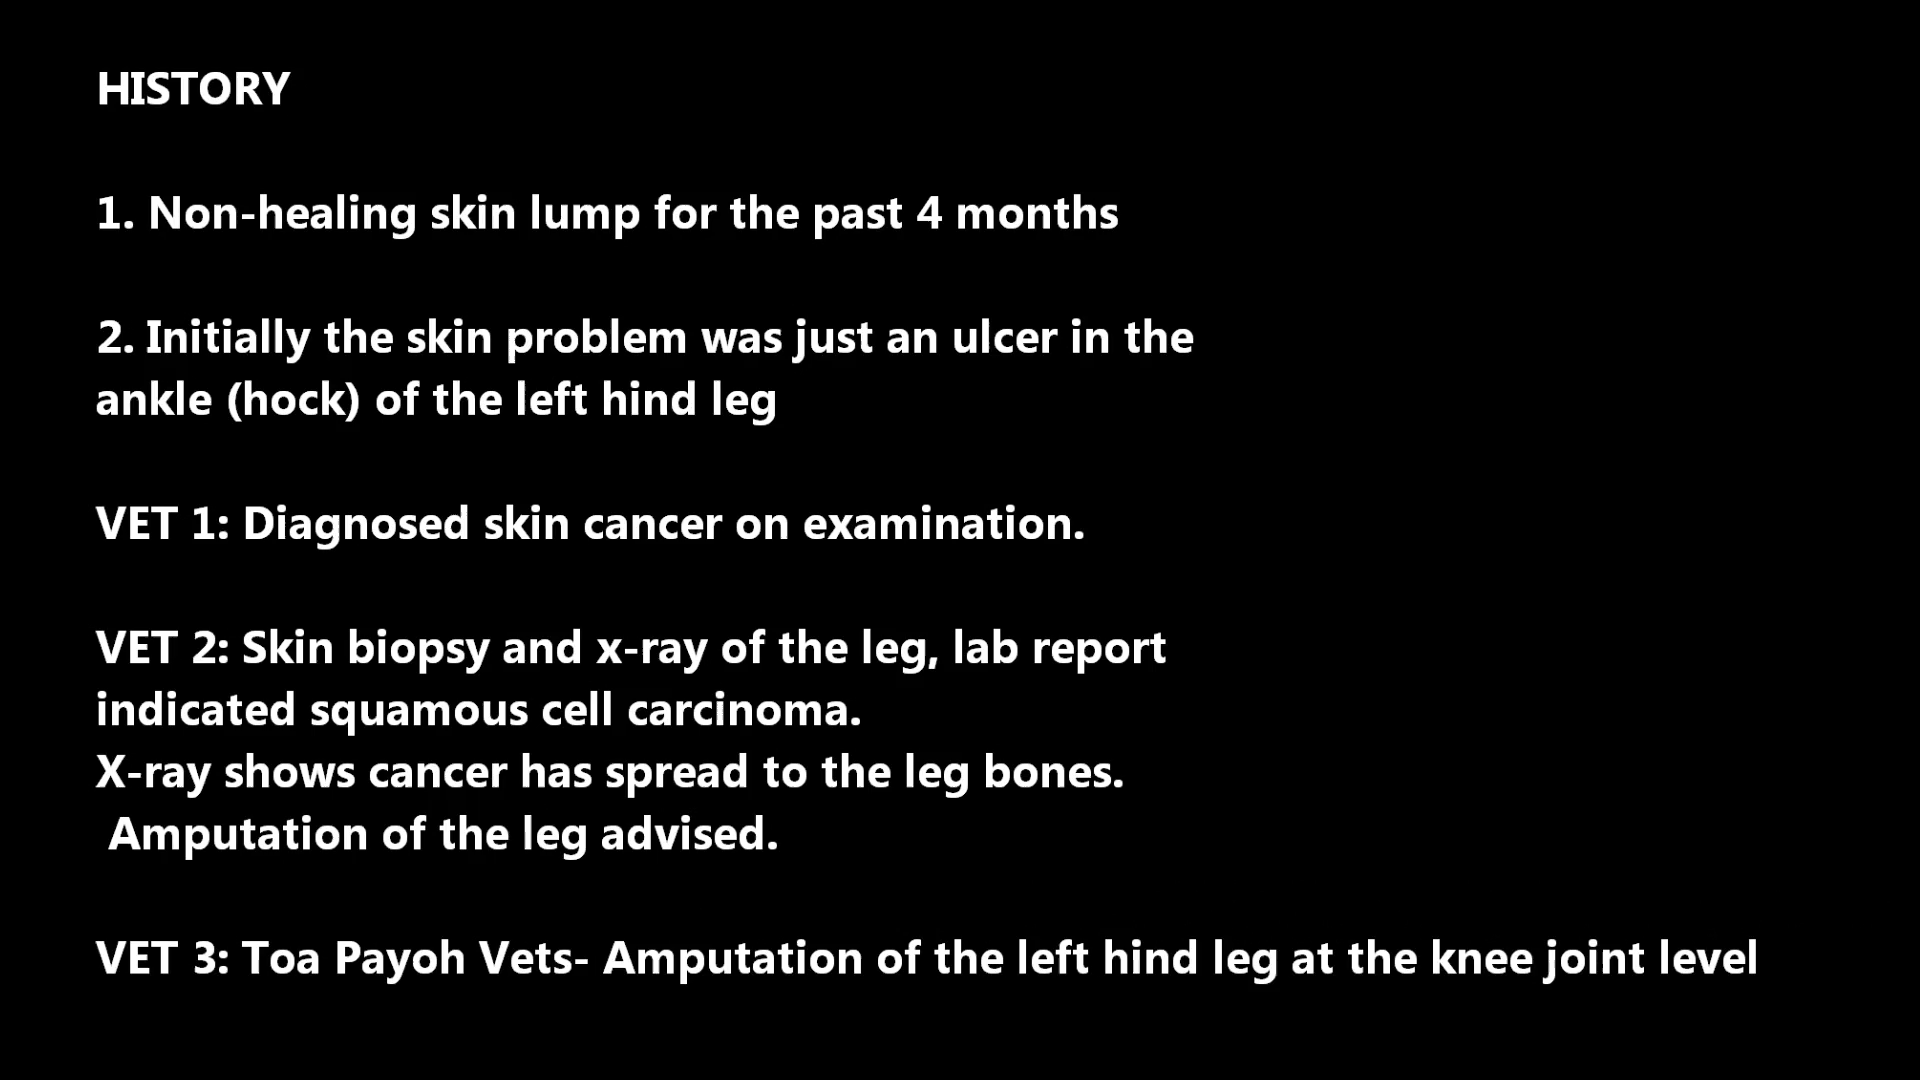 HISTORY
1. Non-healing skin lump for the past 4 months
2. Initially the skin problem was just an ulcer in the
ankle (hock) of the left hind leg
VET 1: Diagnosed skin cancer on examination.
VET 2: Skin biopsy and x-ray of the leg, lab report
indicated squamous cell carcinoma.
X-ray shows cancer has spread to the leg bones.
Amputation of the leg advised.
VET 3: Toa Payoh Vets- Amputation of the left hind leg at the knee joint level